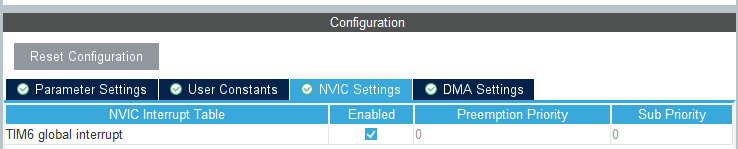 Configuration
Reset Configuration
Parameter Settings User Constants NVIC Settings DMA Settings
NVIC Interrupt Table Enabled Preemption Priority Sub Priority
TIM6 global interrupt 0 0